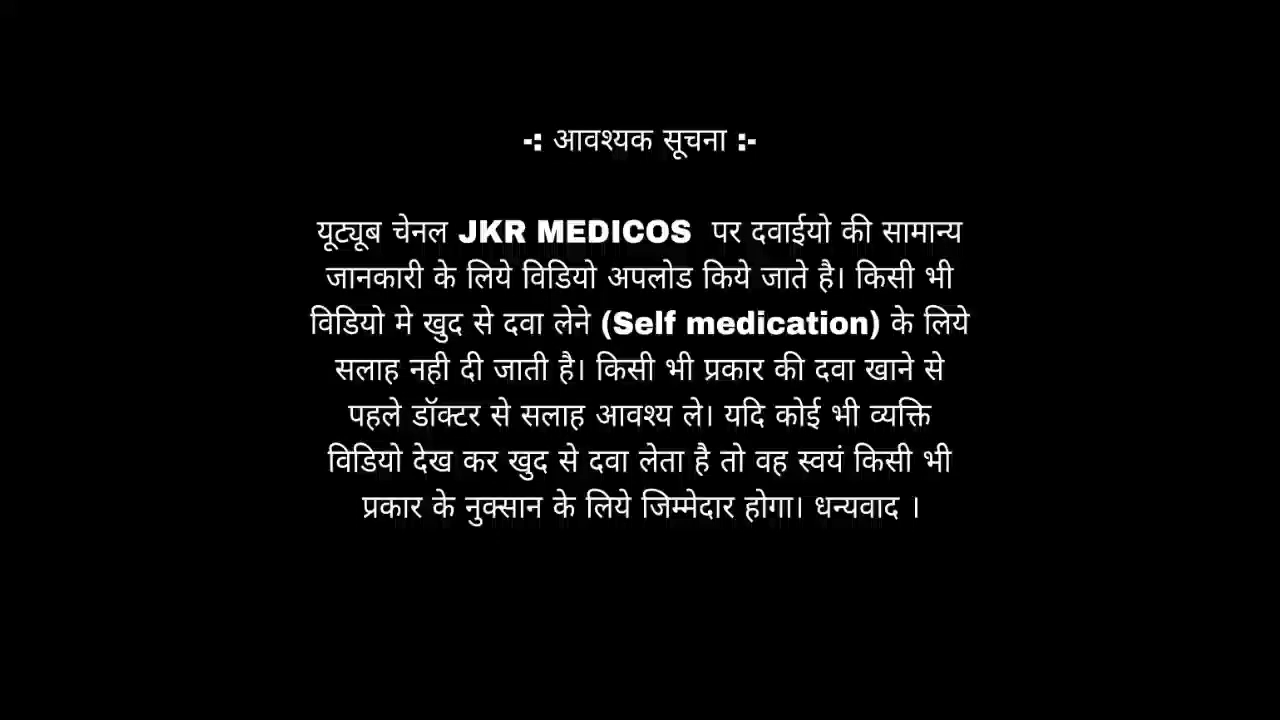 -: आवश्यक सूचना :-
यूट्यूब चेनल JKR MEDICOS पर दवाईयो की सामान्य
जानकारी के लिये विडियो अपलोड किये जाते है। किसी भी
विडियो मे खुद से दवा लेने (Self medication) के लिये
सलाह नही दी जाती है। किसी भी प्रकार की दवा खाने से
पहले डॉक्टर से सलाह आवश्य ले। यदि कोई भी व्यक्ति
विडियो देख कर खुद से दवा लेता है तो वह स्वयं किसी भी
प्रकार के नुक्सान के लिये जिम्मेदार होगा। धन्यवाद ।